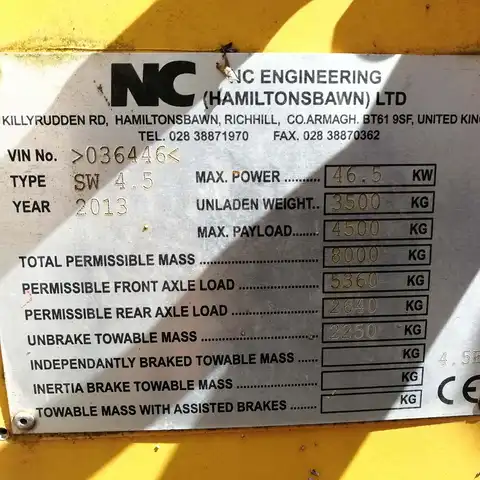 NC NC ENGINEERING
(HAMILTONSBAWN) LTD
KILLYRUDDEN RD, HAMILTONSBAWN, RICHHILL, CO.ARMAGH. BT61 9SF, UNITED KIN
TEL. 028 38871970 FAX. 028 38870362
VIN No. >036446<
TYPE SW 4.5 MAX. POWER .......... 46.5 KW
YEAR 2013 UNLADEN WEIGHT.. 3500 KG
MAX. PAYLOAD....... 4500 KG
TOTAL PERMISSIBLE MASS ........................ 8000 KG
PERMISSIBLE FRONT AXLE LOAD ............ 5360 KG
PERMISSIBLE REAR AXLE LOAD .............. 2640 KG
UNBRAKE TOWABLE MASS ..................... 2250 KG
INDEPENDANTLY BRAKED TOWABLE MASS ... KG
INERTIA BRAKE TOWABLE MASS ............... KG
TOWABLE MASS WITH ASSISTED BRAKES ....... KG
CE